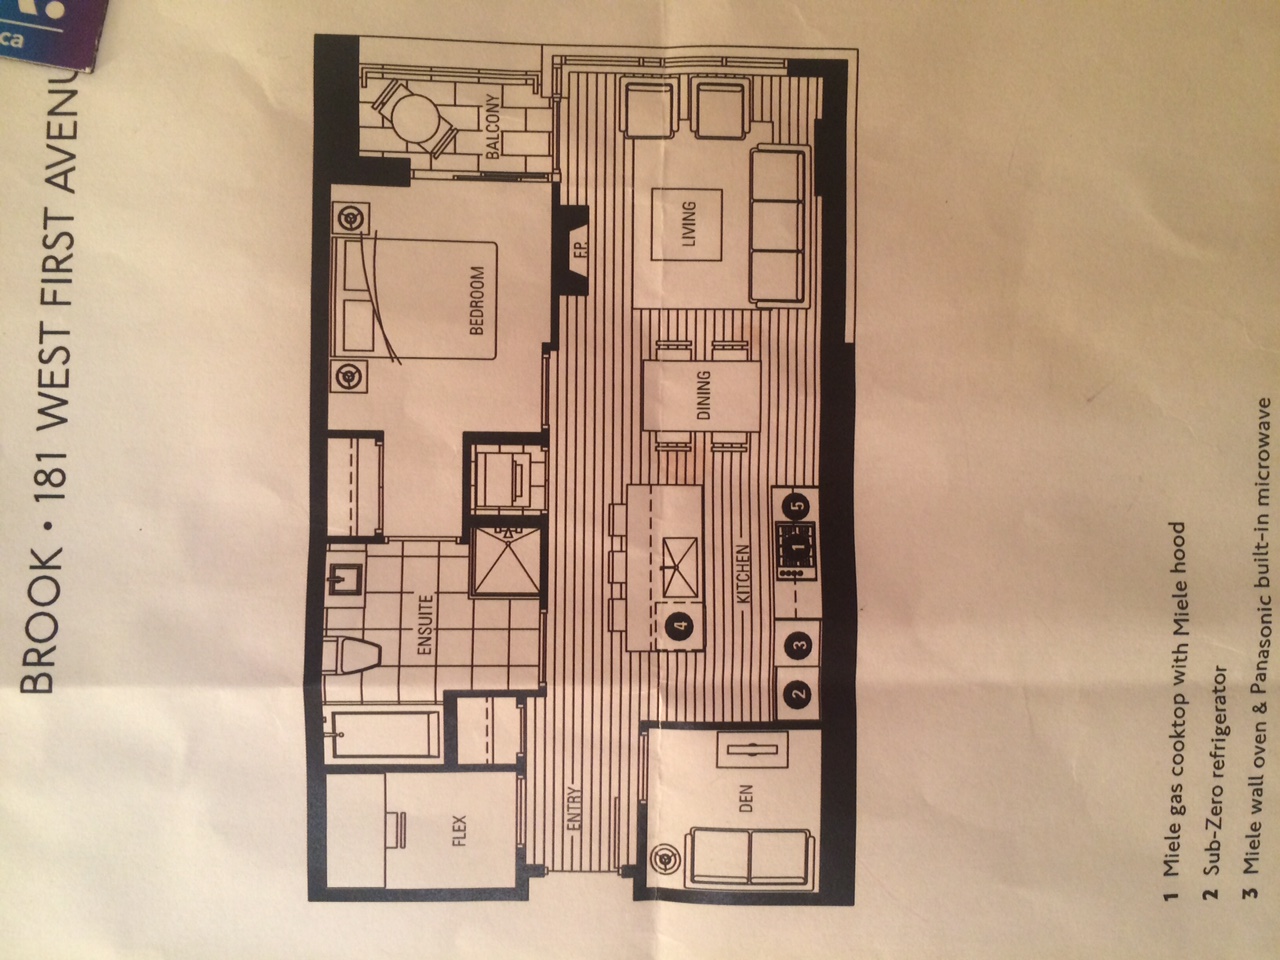 BROOK • 181 WEST FIRST AVENU
ca
FLEX
ENSUITE
BEDROOM
BALCONY
ENTRY
F.P.
4
DINING
LIVING
DEN
KITCHEN
2 3 1 5
1 Miele gas cooktop with Miele hood
2 Sub-Zero refrigerator
3 Miele wall oven & Panasonic built-in microwave